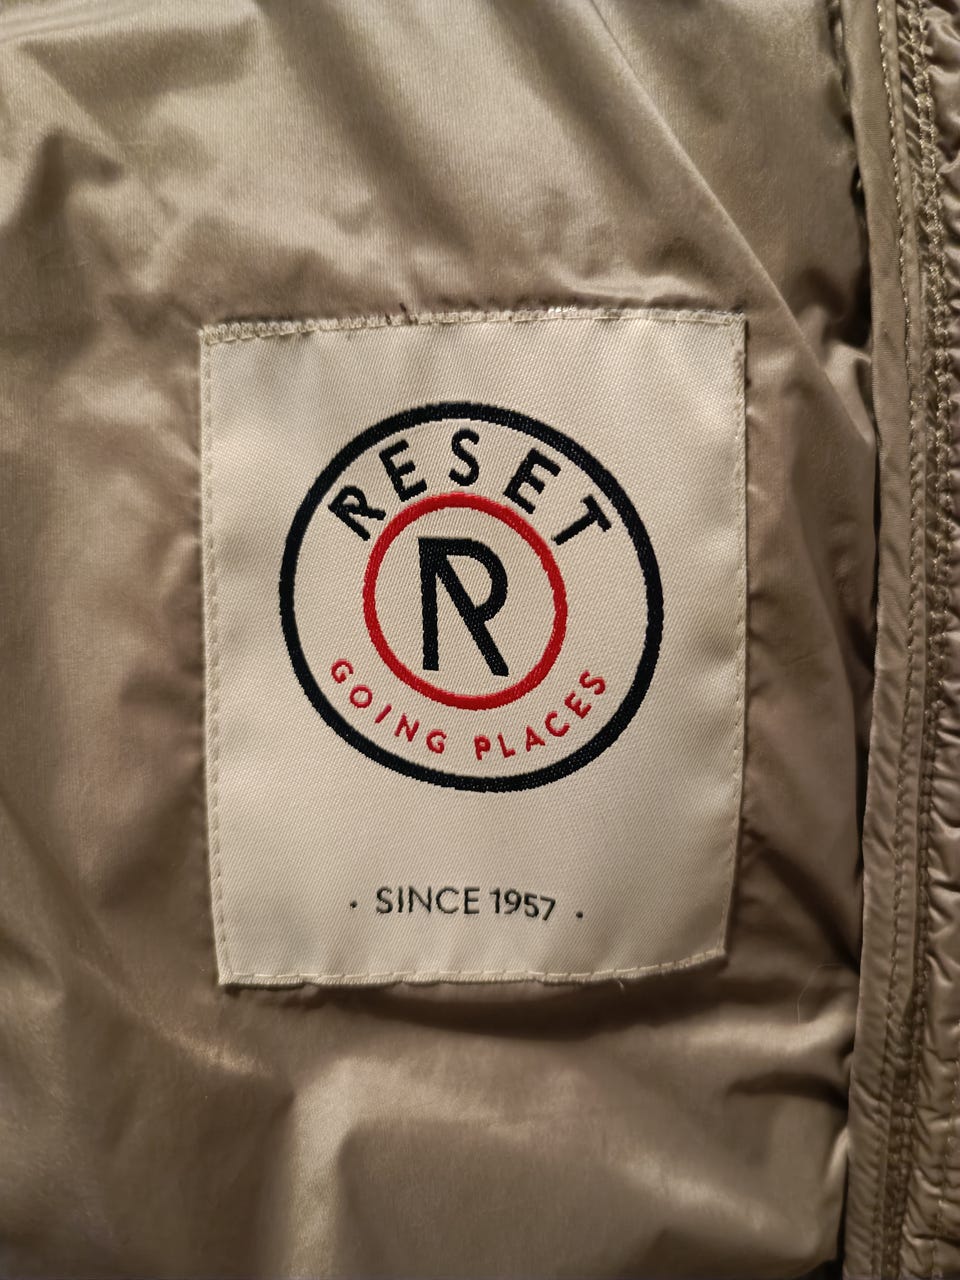 RESET
R
GOING PLACES
· SINCE 1957 ·